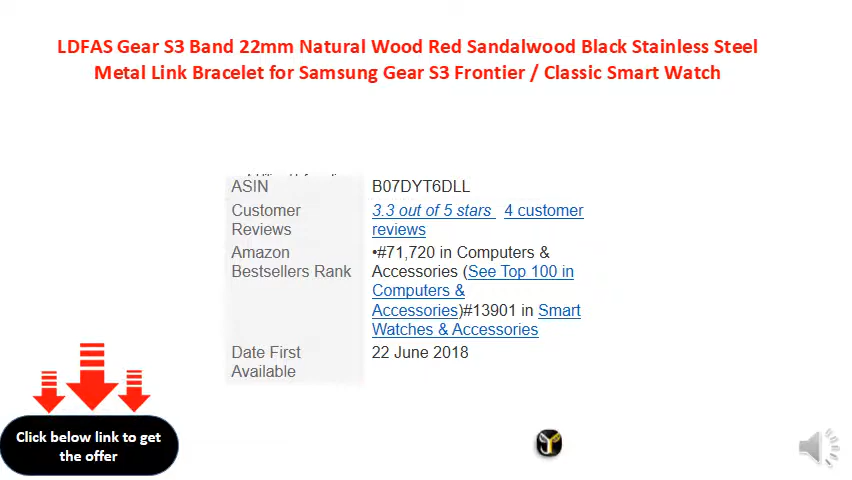 LDFAS Gear S3 Band 22mm Natural Wood Red Sandalwood Black Stainless Steel
Metal Link Bracelet for Samsung Gear S3 Frontier / Classic Smart Watch
ASIN B07DYT6DLL
Customer 3.3 out of 5 stars 4 customer
Reviews reviews
Amazon •#71,720 in Computers &
Bestsellers Rank Accessories (See Top 100 in
Computers &
Accessories)#13901 in Smart
Watches & Accessories
Date First 22 June 2018
Available
Click below link to get
the offer